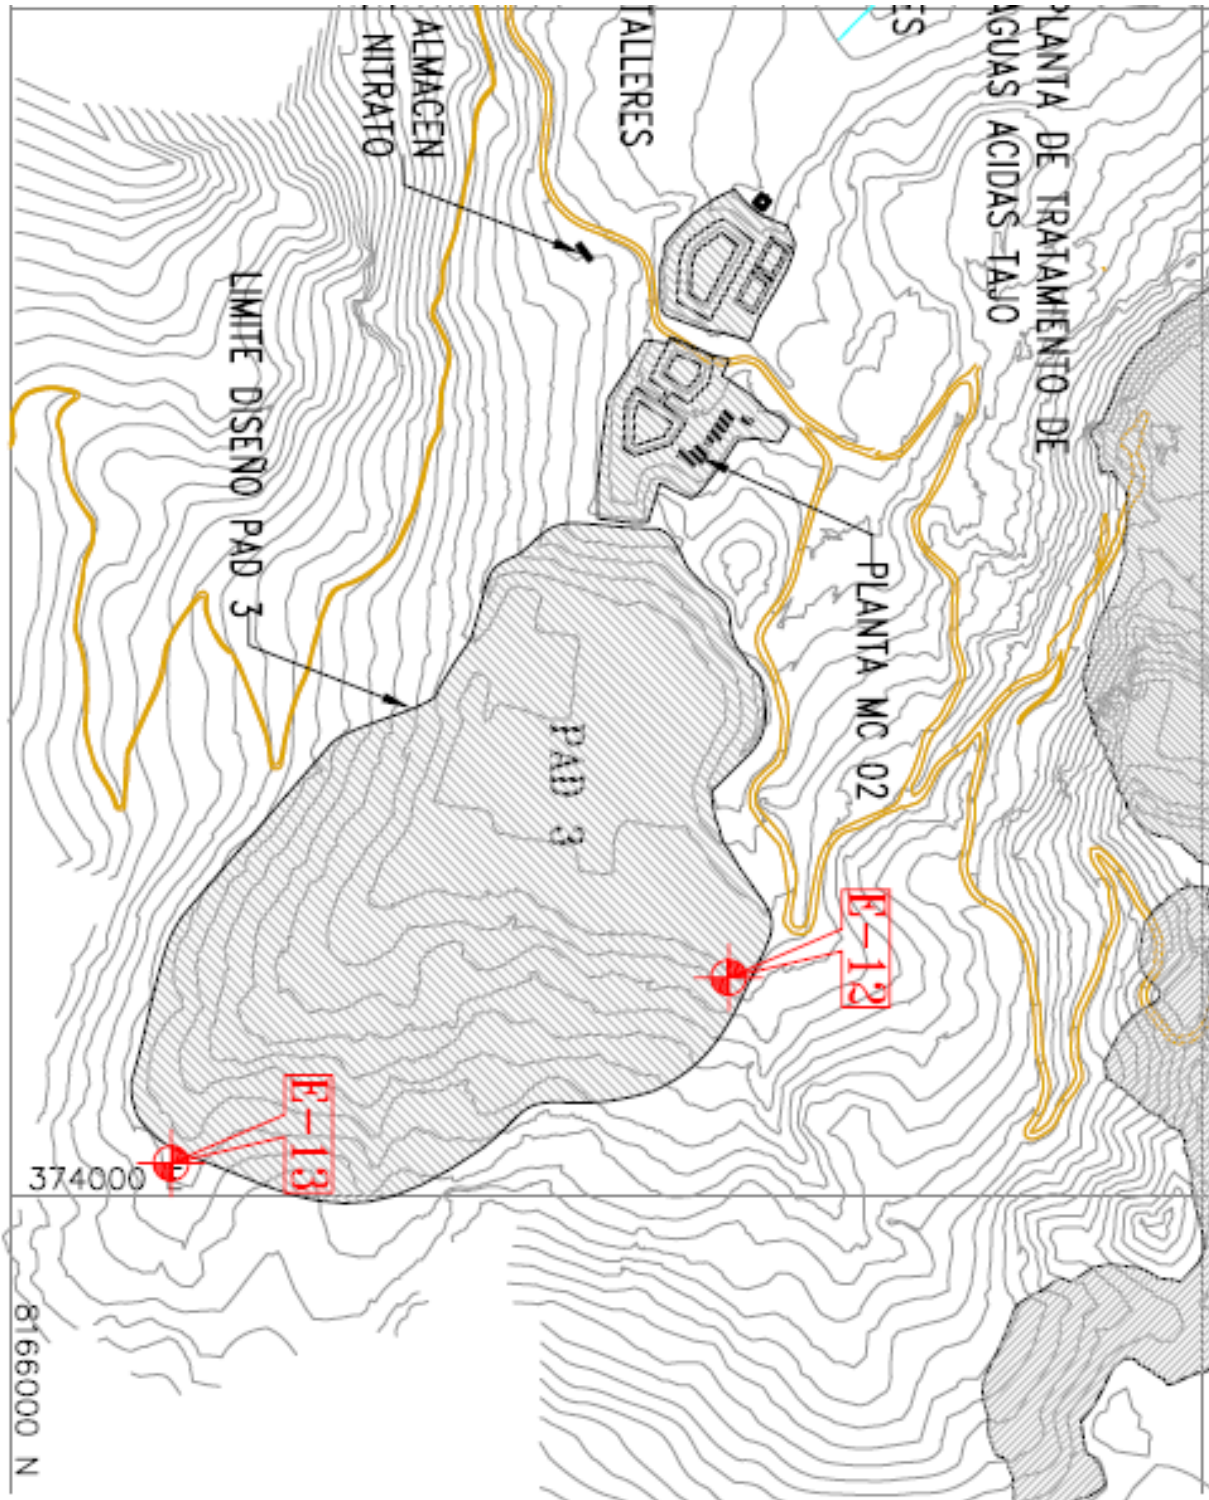 PLANTA DE TRATAMIENTO DE
AGUAS ACIDAS TAJO
ES
TALLERES
ALMACEN
NITRATO
LIMITE DISEÑO PAD 3
PLANTA MC 02
PAD 3
E-12
E-13
374000 E
8166000 N